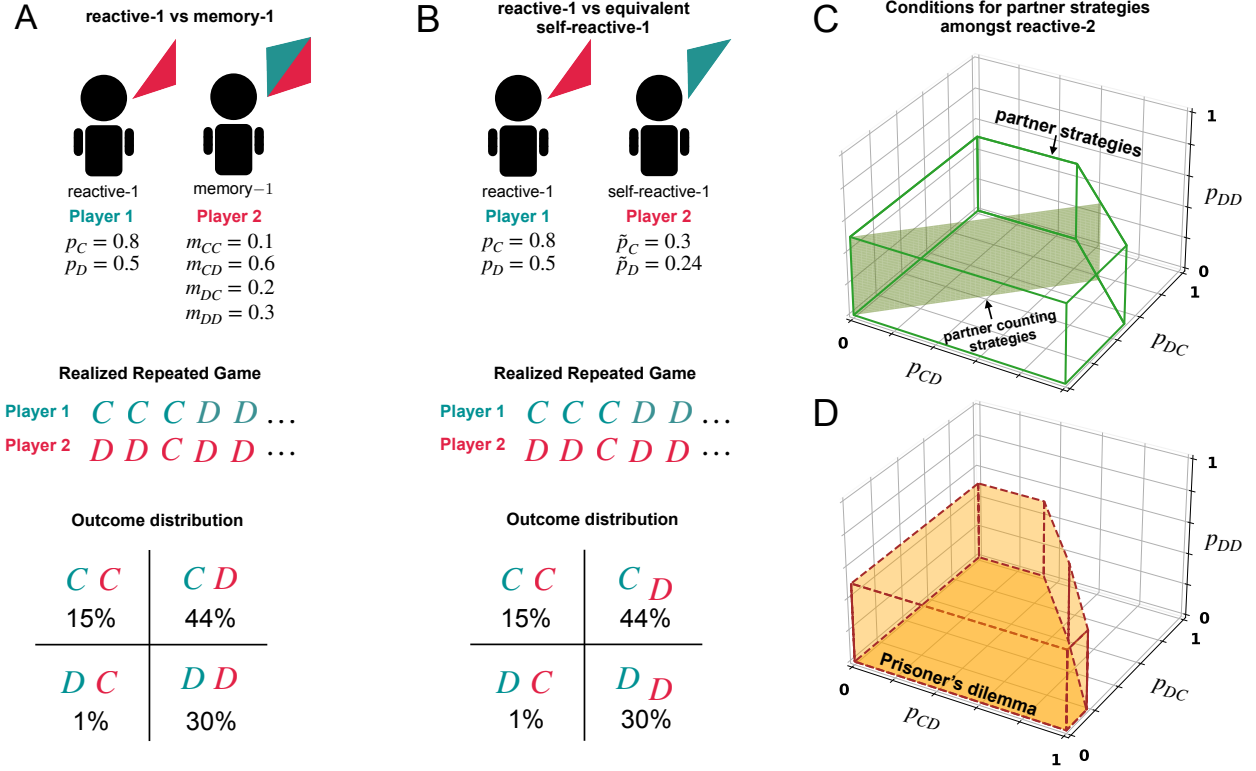 A
reactive-1 vs memory-1
reactive-1
memory−1
Player 1
Player 2
p_C = 0.8
p_D = 0.5
m_CC = 0.1
m_CD = 0.6
m_DC = 0.2
m_DD = 0.3
Realized Repeated Game
Player 1 C C C D D ...
Player 2 D D C D D ...
Outcome distribution
C C
C D
15%
44%
D C
D D
1%
30%
B
reactive-1 vs equivalent
self-reactive-1
reactive-1
self-reactive-1
Player 1
Player 2
p_C = 0.8
p_D = 0.5
p̃_C = 0.3
p̃_D = 0.24
Realized Repeated Game
Player 1 C C C D D ...
Player 2 D D C D D ...
Outcome distribution
C C
C D
15%
44%
D C
D D
1%
30%
C
Conditions for partner strategies
amongst reactive-2
partner strategies
1
p_DD
0
1
partner counting
strategies
0
p_CD
p_DC
D
1
p_DD
0
1
Prisoner's dilemma
0
p_CD
p_DC
1
0